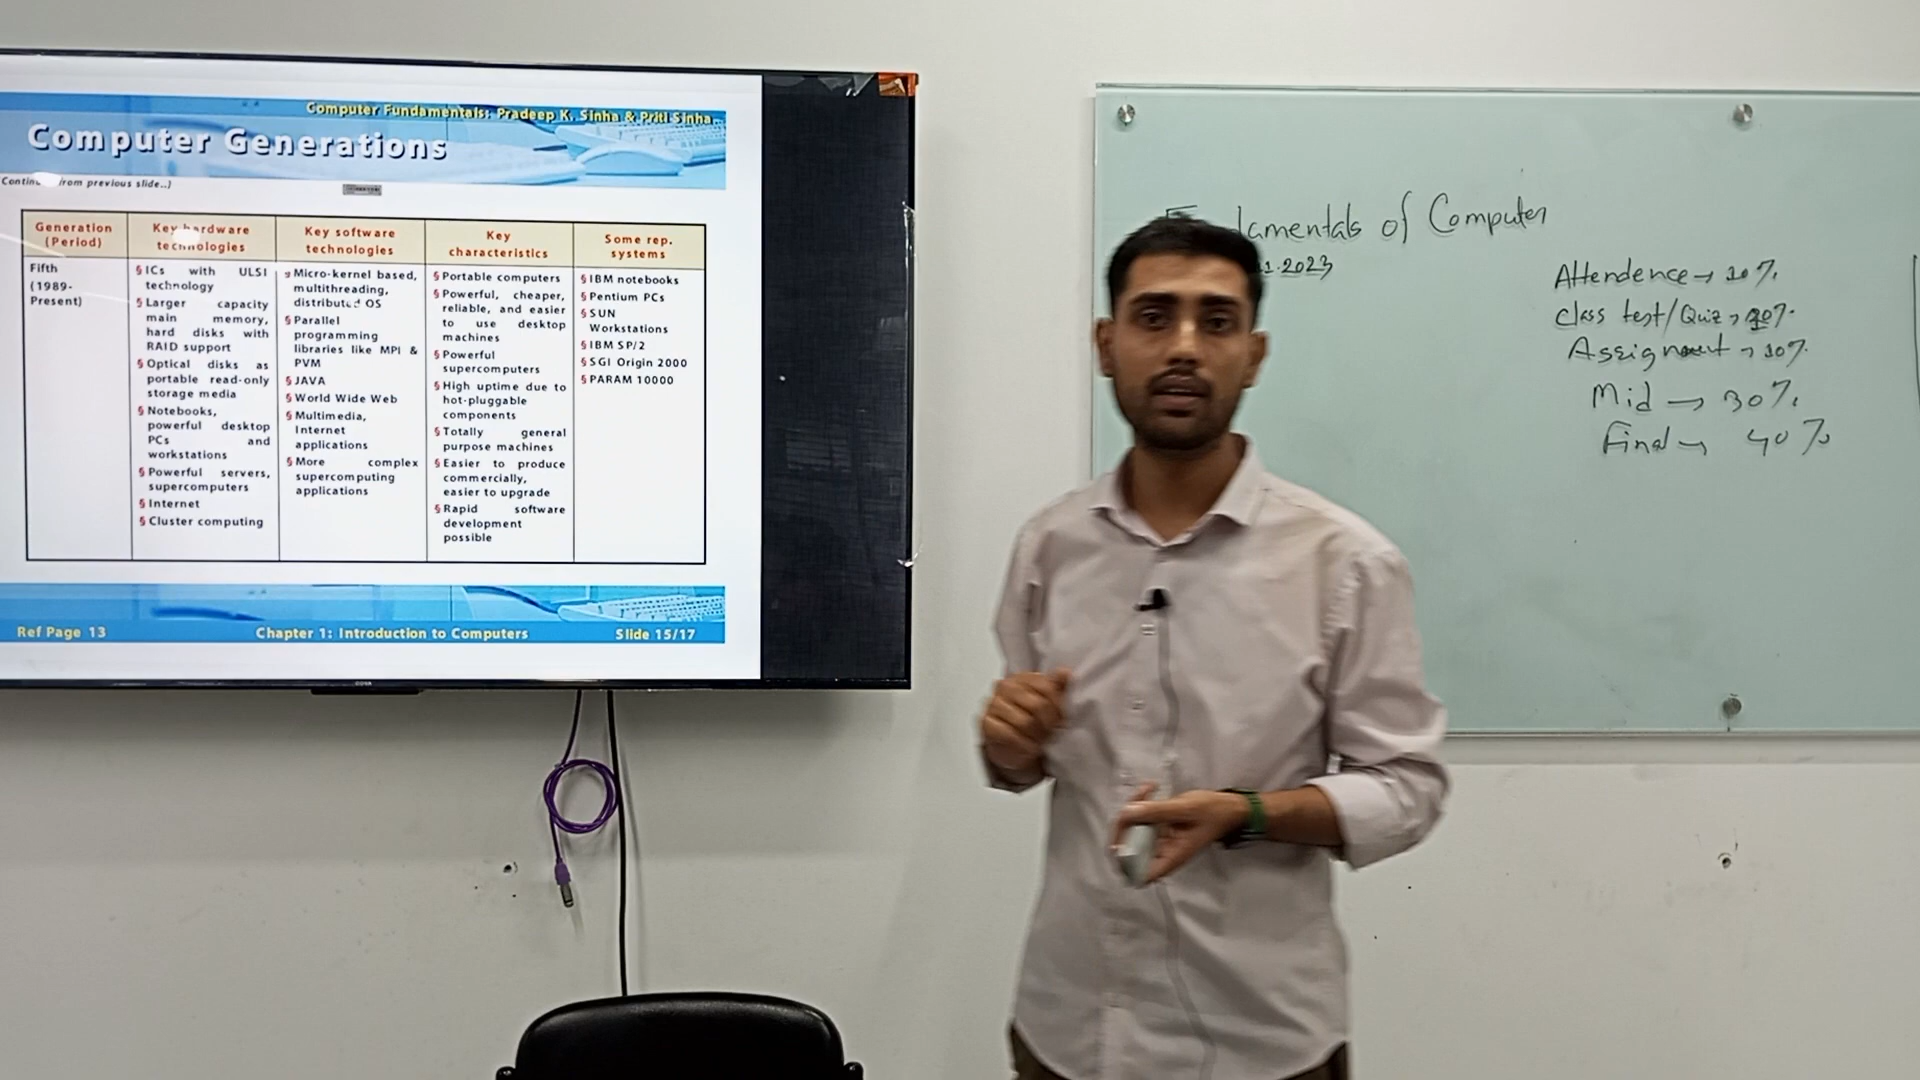 Computer Fundamentals: Pradeep K. Sinha & Priti Sinha
Computer Generations
from previous slide..)
Generation
(Period)
Key hardware
technologies
Key software
technologies
Key
characteristics
Some rep.
systems
Fifth
(1989-
Present)
§ ICs with ULSI
technology
§ Larger capacity
main memory,
hard disks with
RAID support
§ Optical disks as
portable read-only
storage media
§ Notebooks,
powerful desktop
PCs and
workstations
§ Powerful servers,
supercomputers
§ Internet
§ Cluster computing
§ Micro-kernel based,
multithreading,
distributed OS
§ Parallel
programming
libraries like MPI &
PVM
§ JAVA
§ World Wide Web
§ Multimedia,
Internet
applications
§ More complex
supercomputing
applications
§ Portable computers
§ Powerful, cheaper,
reliable, and easier
to use desktop
machines
§ Powerful
supercomputers
§ High uptime due to
hot-pluggable
components
§ Totally general
purpose machines
§ Easier to produce
commercially,
easier to upgrade
§ Rapid software
development
possible
§ IBM notebooks
§ Pentium PCs
§ SUN
Workstations
§ IBM SP/2
§ SGI Origin 2000
§ PARAM 10000
Ref Page 13
Chapter 1: Introduction to Computers
Slide 15/17
damentals of Computer
1.2023
Attendence → 10%
Class test/Quiz → 10%
Assignment → 10%
Mid → 30%
Final → 40%